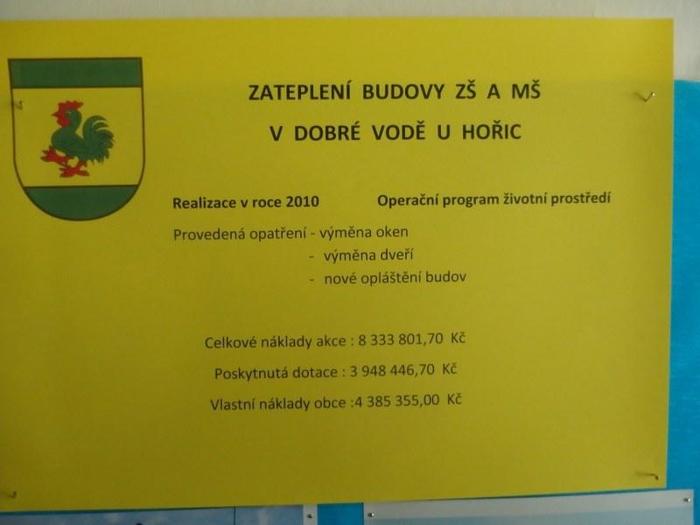 ZATEPLENÍ BUDOVY ZŠ A MŠ
V DOBRÉ VODĚ U HOŘIC
Realizace v roce 2010 Operační program životní prostředí
Provedená opatření - výměna oken
- výměna dveří
- nové opláštění budov
Celkové náklady akce : 8 333 801,70 Kč
Poskytnutá dotace : 3 948 446,70 Kč
Vlastní náklady obce :4 385 355,00 Kč